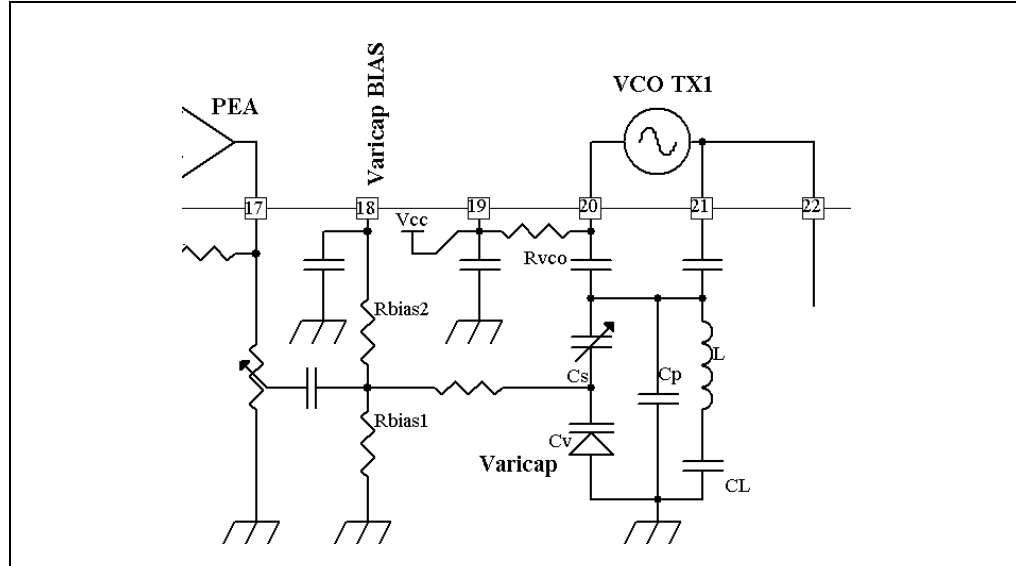 PEA
Varicap BIAS
VCO TX1
17
18
19
20
21
22
Vcc
Rvco
Rbias2
Cs
Cp
L
Rbias1
Cv
Varicap
CL